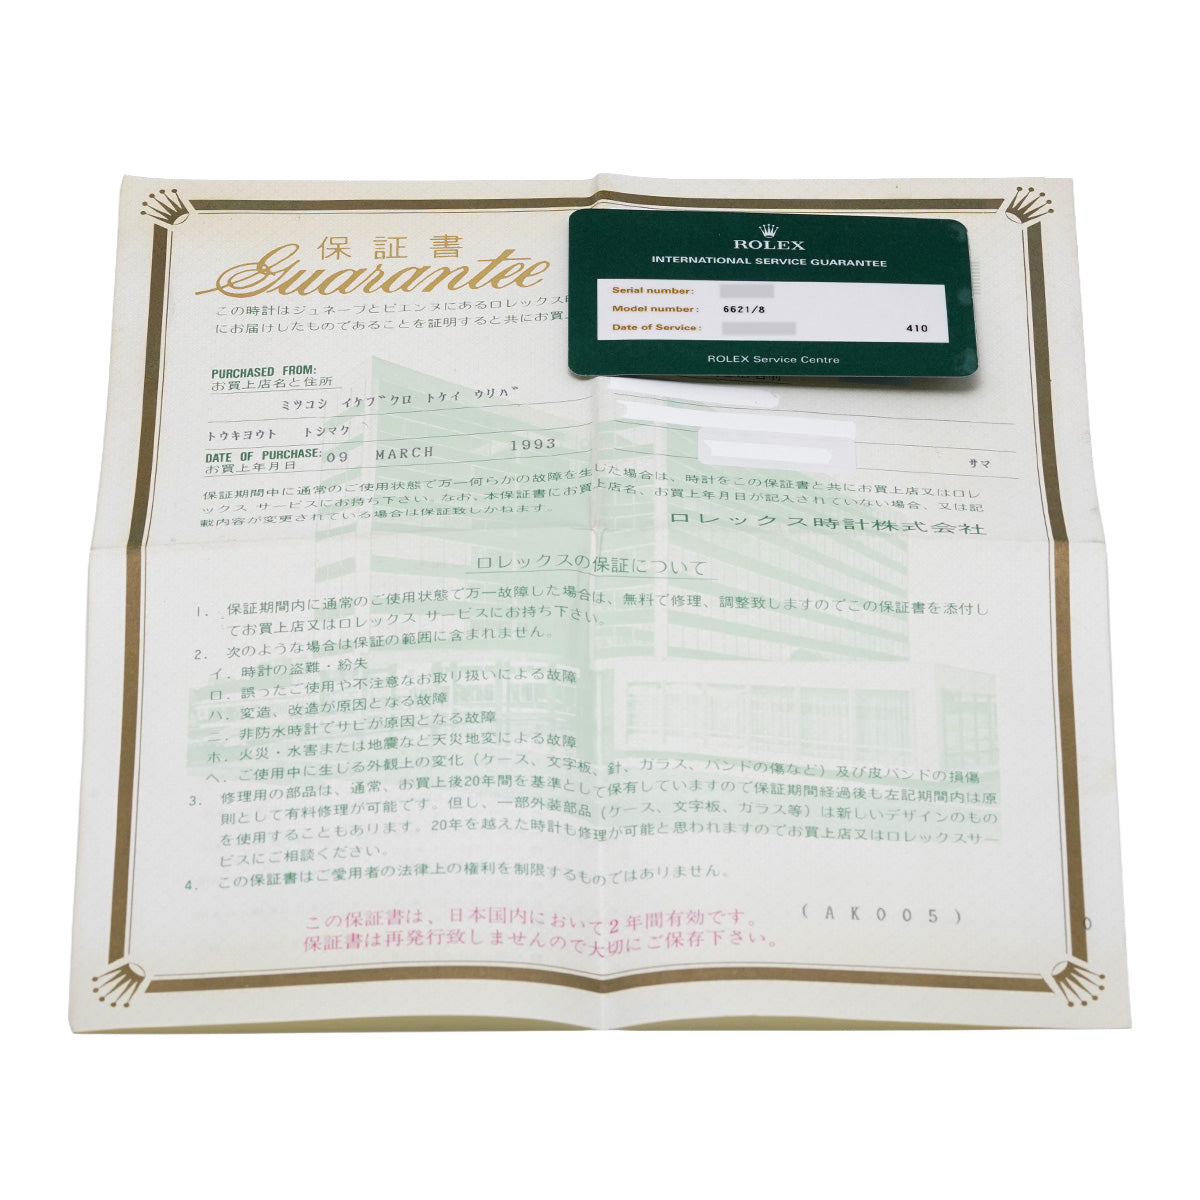 保証書
Guarantee
この時計はジュネーブとビエンヌにあるロレックス時
にお届けしたものであることを証明すると共にお買上
ROLEX
INTERNATIONAL SERVICE GUARANTEE
Serial number:
Model number: 6621/8
Date of Service: 410
ROLEX Service Centre
PURCHASED FROM:
お買上店名と住所
ミツコシ イケブクロ トケイ ウリバ
トウキヨウト トシマク
DATE OF PURCHASE: 09 MARCH 1993
お買上年月日
サマ
保証期間中に通常のご使用状態で万一何らかの故障を生した場合は、時計をこの保証書と共にお買上店又はロレ
ックス サービスにお持ち下さい。なお、本保証書にお買上店名、お買上年月日が記入されていない場合、又は記
載内容が変更されている場合は保証致しかねます。
ロレックス時計株式会社
ロレックスの保証について
1. 保証期間内に通常のご使用状態で万一故障した場合は、無料で修理、調整致しますのでこの保証書を添付し
てお買上店又はロレックス サービスにお持ち下さい。
2. 次のような場合は保証の範囲に含まれません。
イ. 時計の盗難・紛失
ロ. 誤ったご使用や不注意なお取り扱いによる故障
ハ. 変造、改造が原因となる故障
ニ. 非防水時計でサビが原因となる故障
ホ. 火災・水害または地震など天災地変による故障
ヘ. ご使用中に生じる外観上の変化（ケース、文字板、針、ガラス、バンドの傷など）及び皮バンドの損傷
3. 修理用の部品は、通常、お買上後20年間を基準として保有していますので保証期間経過後も左記期間内は原
則として有料修理が可能です。但し、一部外装部品（ケース、文字板、ガラス等）は新しいデザインのもの
を使用することもあります。20年を越えた時計も修理が可能と思われますのでお買上店又はロレックスサー
ビスにご相談ください。
4. この保証書はご愛用者の法律上の権利を制限するものではありません。
この保証書は、日本国内において2年間有効です。
保証書は再発行致しませんので大切にご保存下さい。
(AK005)
0